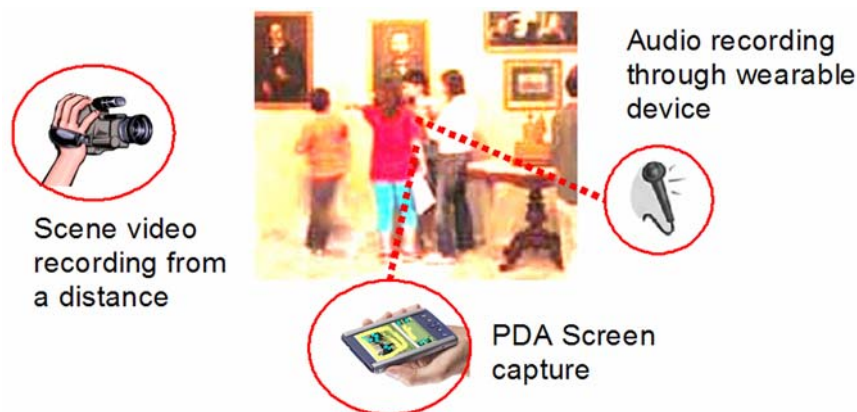 Audio recording
through wearable
device
Scene video
recording from
a distance
PDA Screen
capture